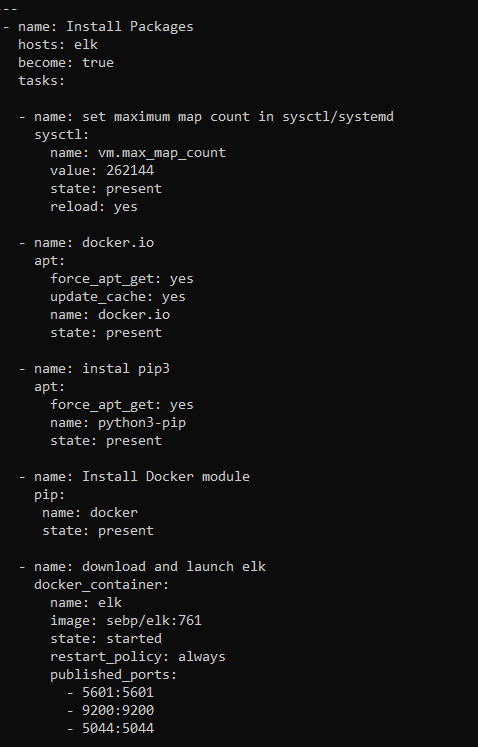 ---
- name: Install Packages
  hosts: elk
  become: true
  tasks:

  - name: set maximum map count in sysctl/systemd
    sysctl:
      name: vm.max_map_count
      value: 262144
      state: present
      reload: yes

  - name: docker.io
    apt:
      force_apt_get: yes
      update_cache: yes
      name: docker.io
      state: present

  - name: instal pip3
    apt:
      force_apt_get: yes
      name: python3-pip
      state: present

  - name: Install Docker module
    pip:
     name: docker
     state: present

  - name: download and launch elk
    docker_container:
      name: elk
      image: sebp/elk:761
      state: started
      restart_policy: always
      published_ports:
        - 5601:5601
        - 9200:9200
        - 5044:5044